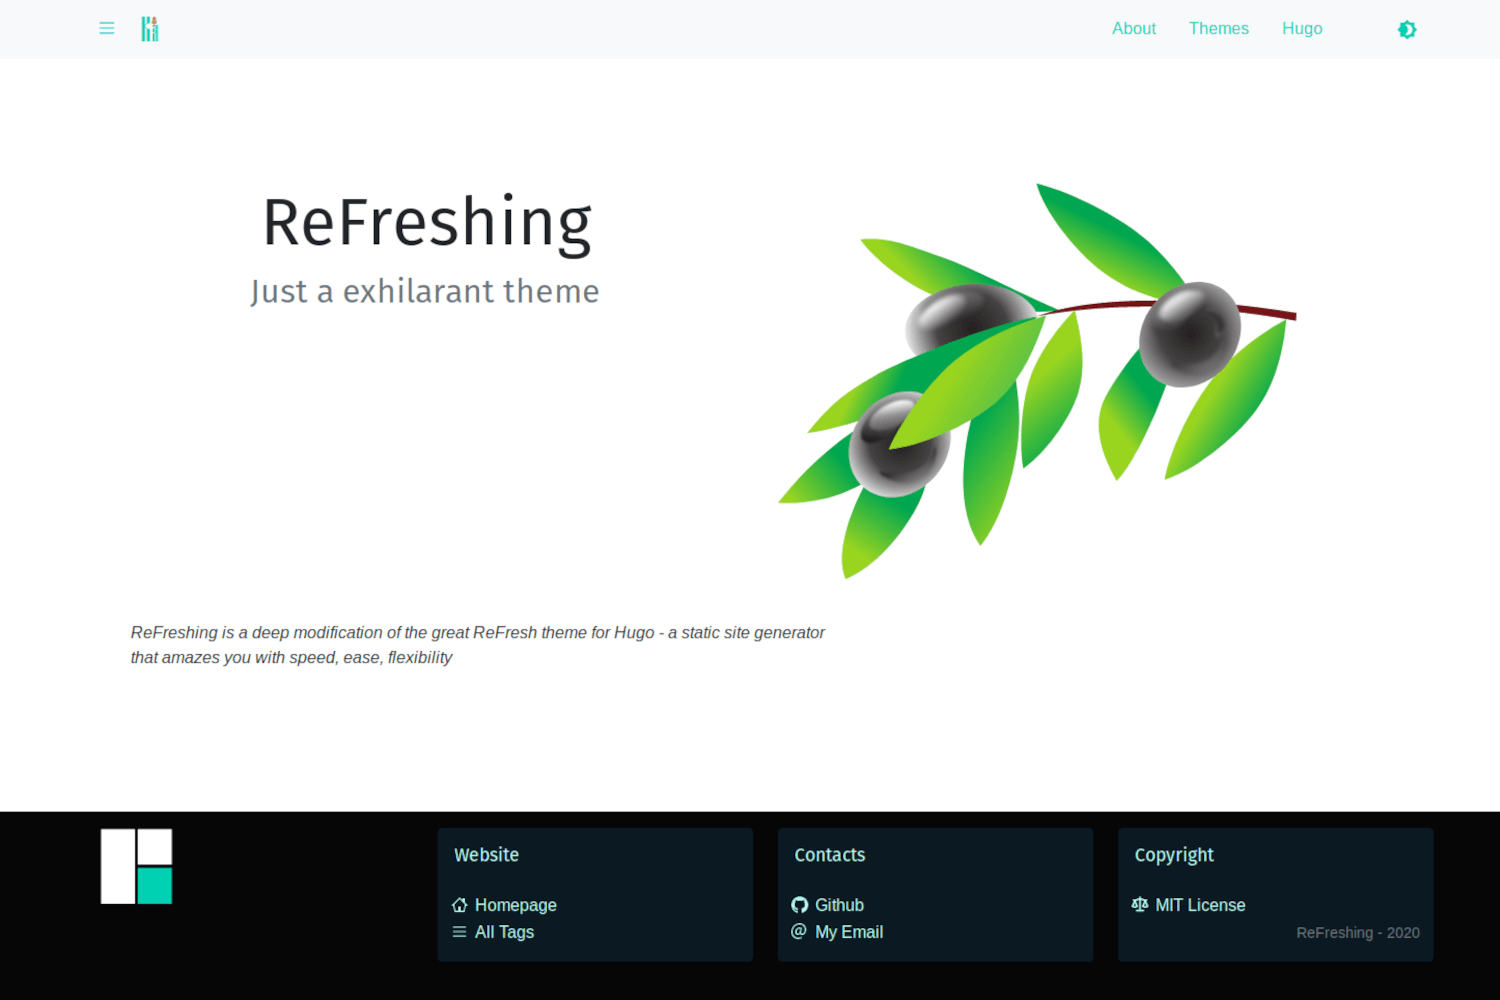 About Themes Hugo
ReFreshing
Just a exhilarant theme
ReFreshing is a deep modification of the great ReFresh theme for Hugo - a static site generator
that amazes you with speed, ease, flexibility
Website
Homepage
All Tags
Contacts
Github
My Email
Copyright
MIT License
ReFreshing - 2020